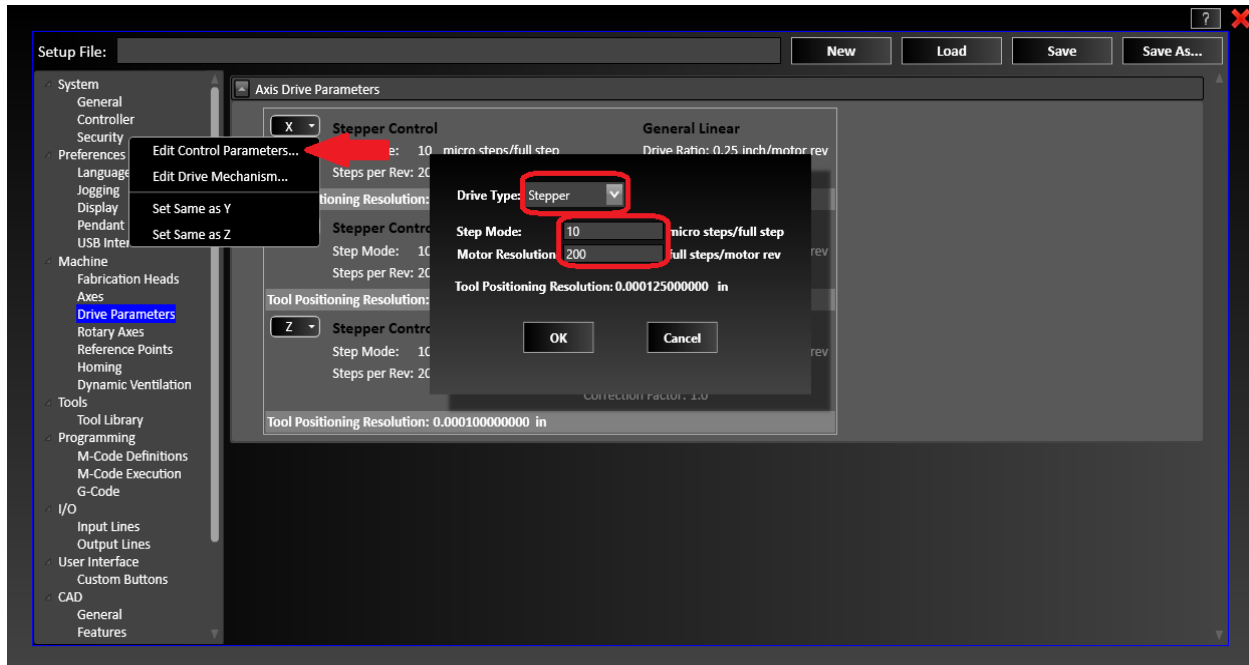 ?
Setup File:
New
Load
Save
Save As...
System
General
Controller
Security
Preferences
Language
Jogging
Display
Pendant
USB Inter
Machine
Fabrication Heads
Axes
Drive Parameters
Rotary Axes
Reference Points
Homing
Dynamic Ventilation
Tools
Tool Library
Programming
M-Code Definitions
M-Code Execution
G-Code
I/O
Input Lines
Output Lines
User Interface
Custom Buttons
CAD
General
Features
Edit Control Parameters...
Edit Drive Mechanism...
Set Same as Y
Set Same as Z
Axis Drive Parameters
X
Stepper Control
General Linear
e: 10 micro steps/full step
Drive Ratio: 0.25 inch/motor rev
Steps per Rev: 20
tioning Resolution:
Stepper Contro
Step Mode: 10
rev
Steps per Rev: 20
Tool Positioning Resolution:
Z
Stepper Contro
Step Mode: 10
rev
Steps per Rev: 20
Correction Factor: 1.0
Tool Positioning Resolution: 0.000100000000 in
Drive Type: Stepper
Step Mode: 10 micro steps/full step
Motor Resolution 200 full steps/motor rev
Tool Positioning Resolution: 0.000125000000 in
OK
Cancel